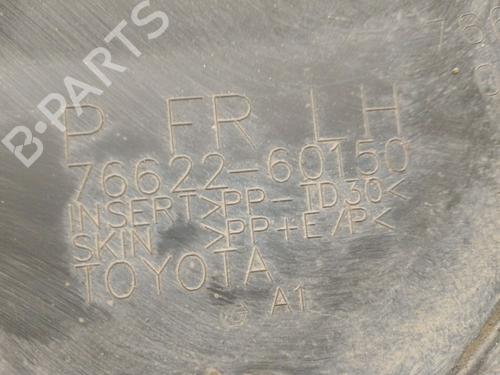 B-PARTS
P FR LH
76622-60150
INSERT>PP-TD30<
SKIN >PP+E/P<
TOYOTA
A1